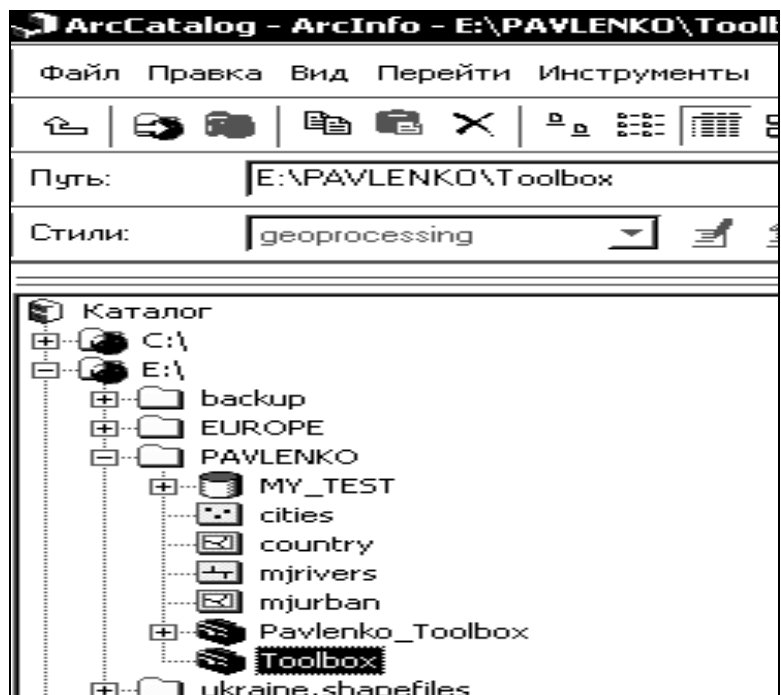 ArcCatalog - ArcInfo - E:\PAVLENKO\Toolb
Файл Правка Вид Перейти Инструменты
Путь: E:\PAVLENKO\Toolbox
Стили: geoprocessing
Каталог
C:\
E:\
backup
EUROPE
PAVLENKO
MY_TEST
cities
country
mjrivers
mjurban
Pavlenko_Toolbox
Toolbox
ukraine.shapefiles